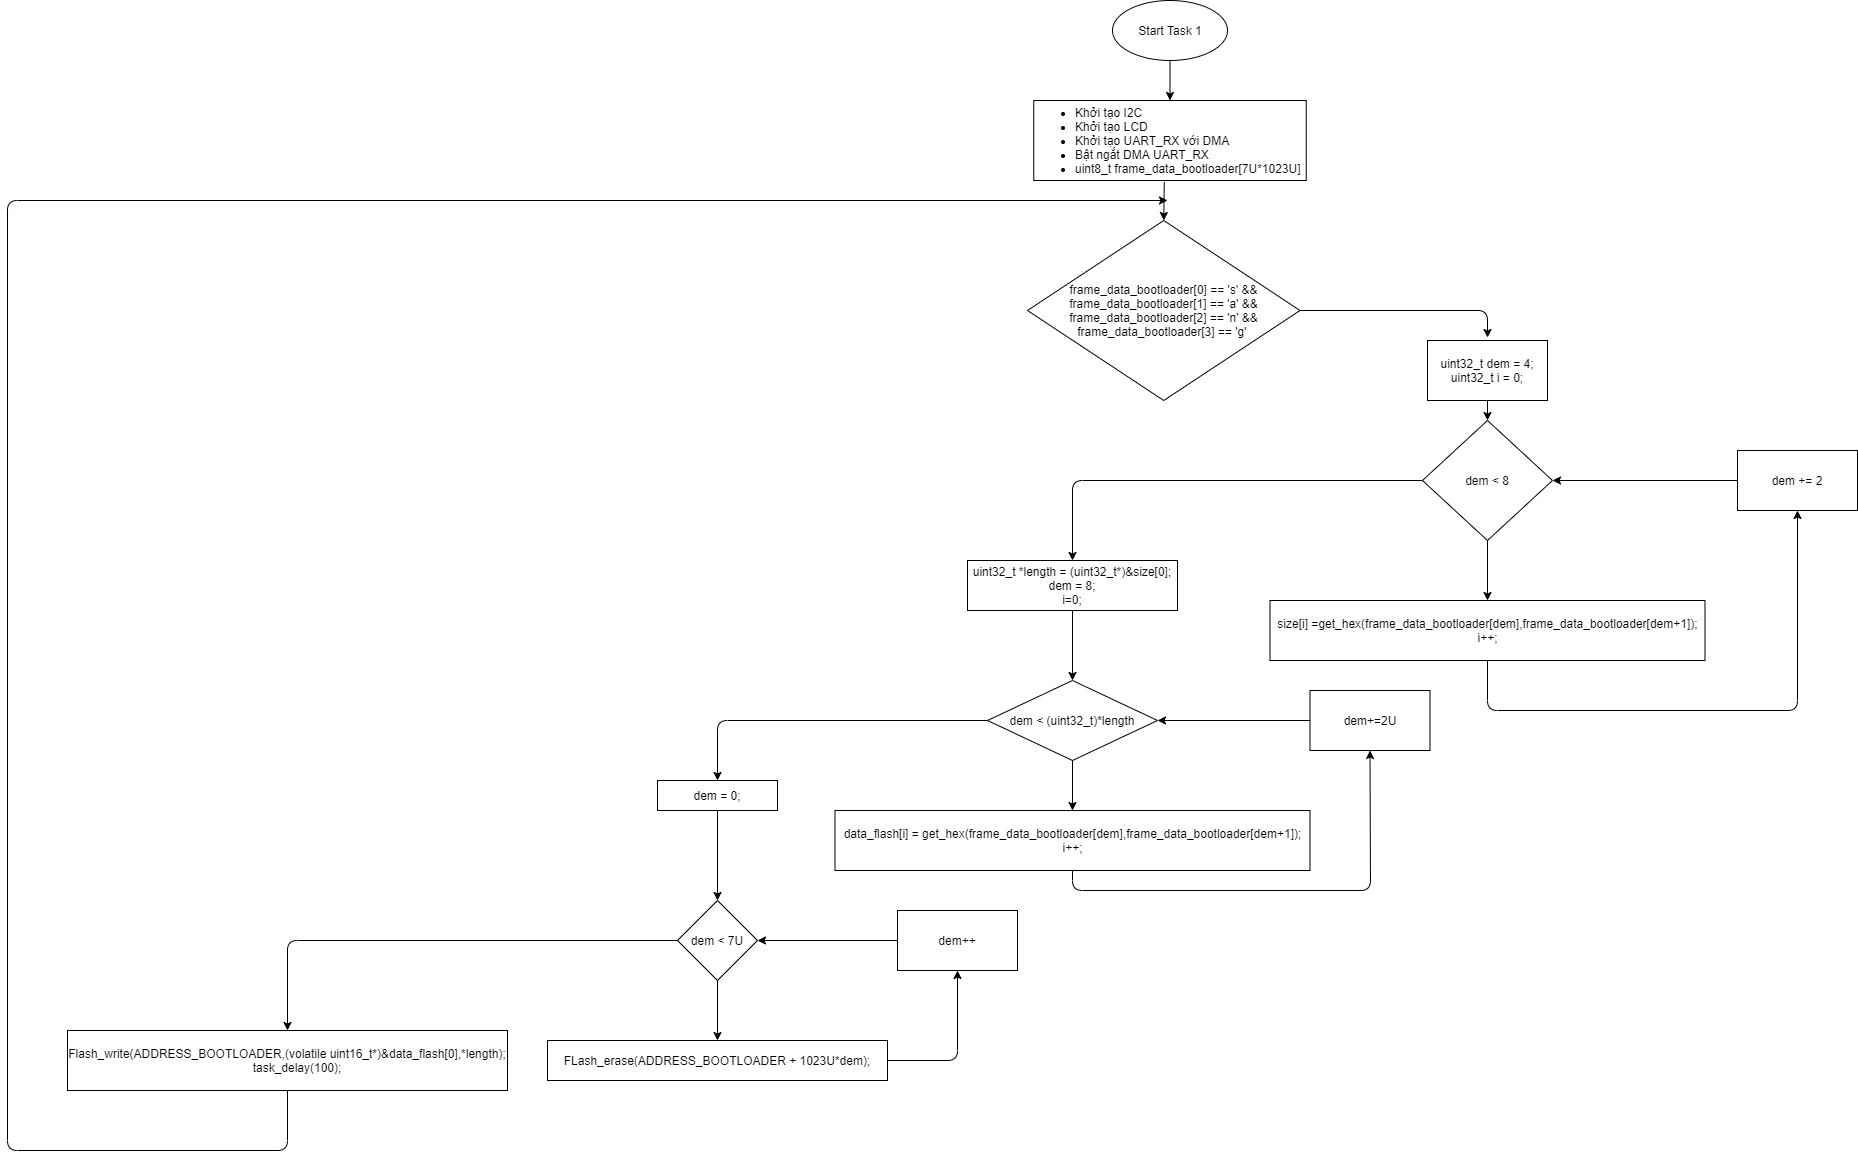 Start Task 1
Khởi tạo I2C
Khởi tạo LCD
Khởi tạo UART_RX với DMA
Bật ngắt DMA UART_RX
uint8_t frame_data_bootloader[7U*1023U]
frame_data_bootloader[0] == 's' &&
frame_data_bootloader[1] == 'a' &&
frame_data_bootloader[2] == 'n' &&
frame_data_bootloader[3] == 'g'
uint32_t dem = 4;
uint32_t i = 0;
dem < 8
dem += 2
size[i] =get_hex(frame_data_bootloader[dem],frame_data_bootloader[dem+1]);
i++;
uint32_t *length = (uint32_t*)&size[0];
dem = 8;
i=0;
dem < (uint32_t)*length
dem+=2U
data_flash[i] = get_hex(frame_data_bootloader[dem],frame_data_bootloader[dem+1]);
i++;
dem = 0;
dem < 7U
dem++
FLash_erase(ADDRESS_BOOTLOADER + 1023U*dem);
Flash_write(ADDRESS_BOOTLOADER,(volatile uint16_t*)&data_flash[0],*length);
task_delay(100);